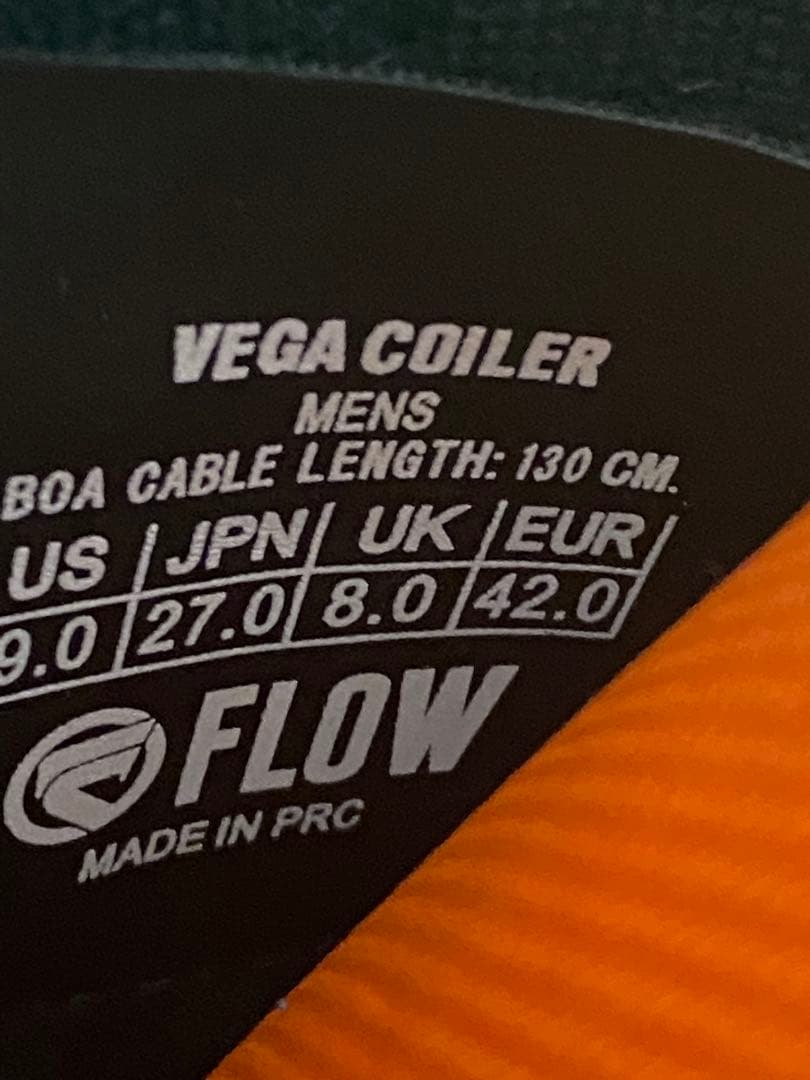 VEGA COILER
MENS
BOA CABLE LENGTH: 130 CM.
US JPN UK EUR
9.0 27.0 8.0 42.0
FLOW
MADE IN PRC